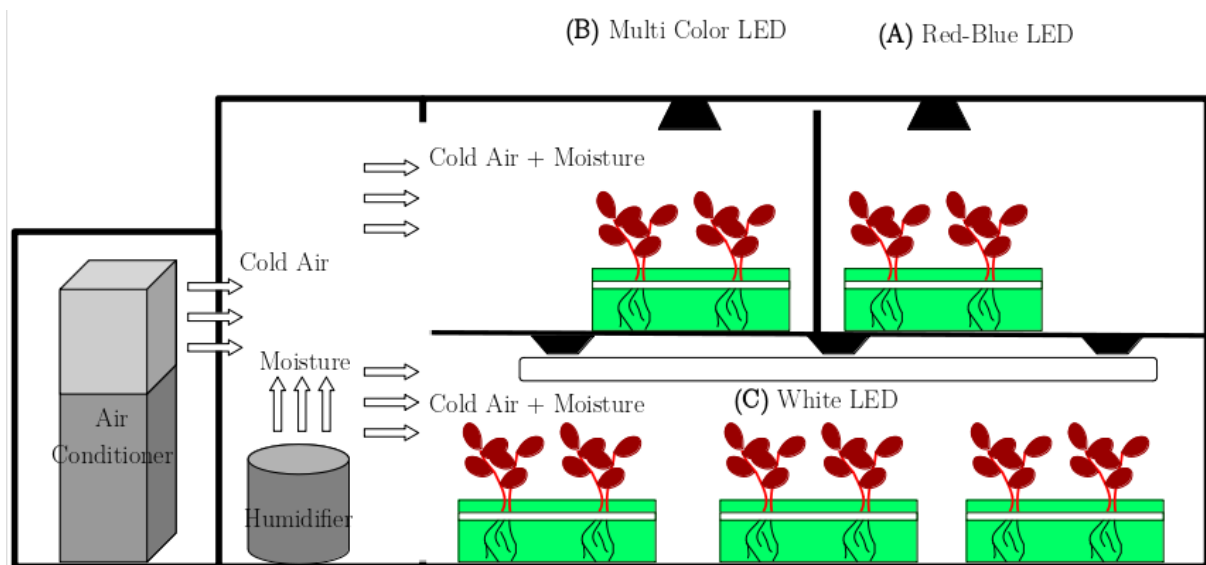 (B) Multi Color LED
(A) Red-Blue LED
Cold Air + Moisture
Cold Air
Moisture
Cold Air + Moisture
(C) White LED
Air
Conditioner
Humidifier